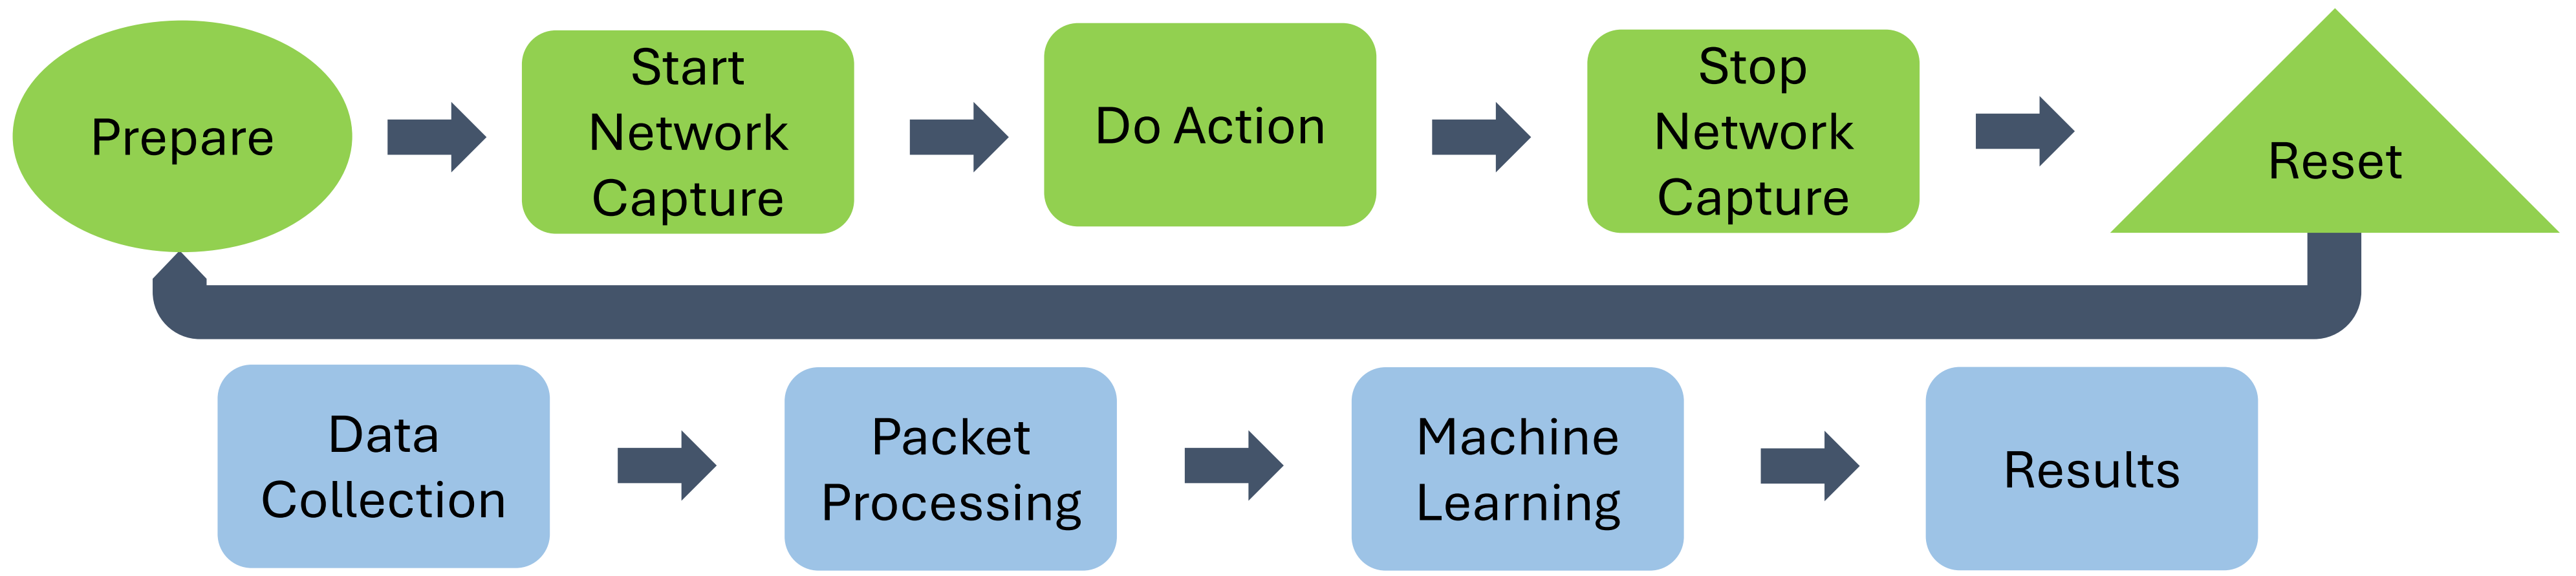 Prepare
Start
Network
Capture
Do Action
Stop
Network
Capture
Reset
Data
Collection
Packet
Processing
Machine
Learning
Results